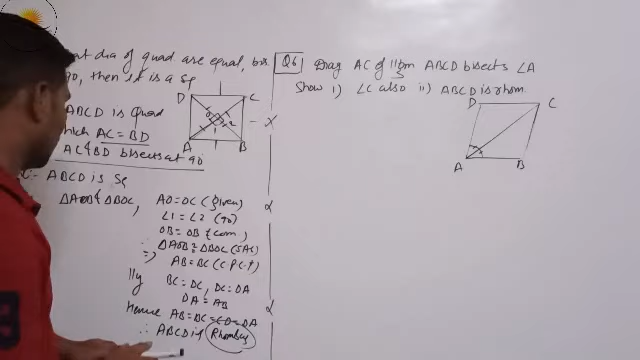 at dia of quad are equal, bis
90, then it is a sq
ABCD is Quad
which AC = BD
AC & BD bisects at 90
ABCD is Sq
D C
A B
O
1 2
ΔAOB & ΔBOC, AO = OC (given)
∠1 = ∠2 (90)
OB = OB (com)
∴ ΔAOB ≅ ΔBOC (SAS)
⇒ AB = BC (CPCT)
||ly BC = DC, DC = DA
DA = AB
Hence AB = BC = CD = DA
∴ ABCD is Rhombus
Q6 Diag AC of ||gm ABCD bisects ∠A
Show i) ∠C also ii) ABCD is rhom
D C
A B